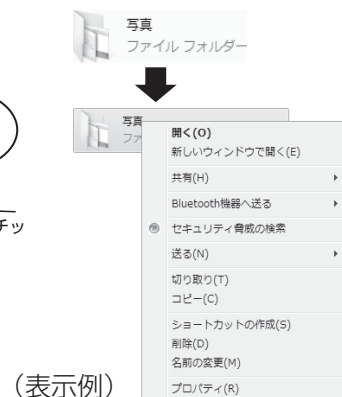 写真
ファイル フォルダー
写真
ファ
開く(O)
新しいウィンドウで開く(E)
共有(H)
Bluetooth機器へ送る
セキュリティ脅威の検索
送る(N)
切り取り(T)
コピー(C)
ショートカットの作成(S)
削除(D)
名前の変更(M)
プロパティ(R)
チッ
（表示例）